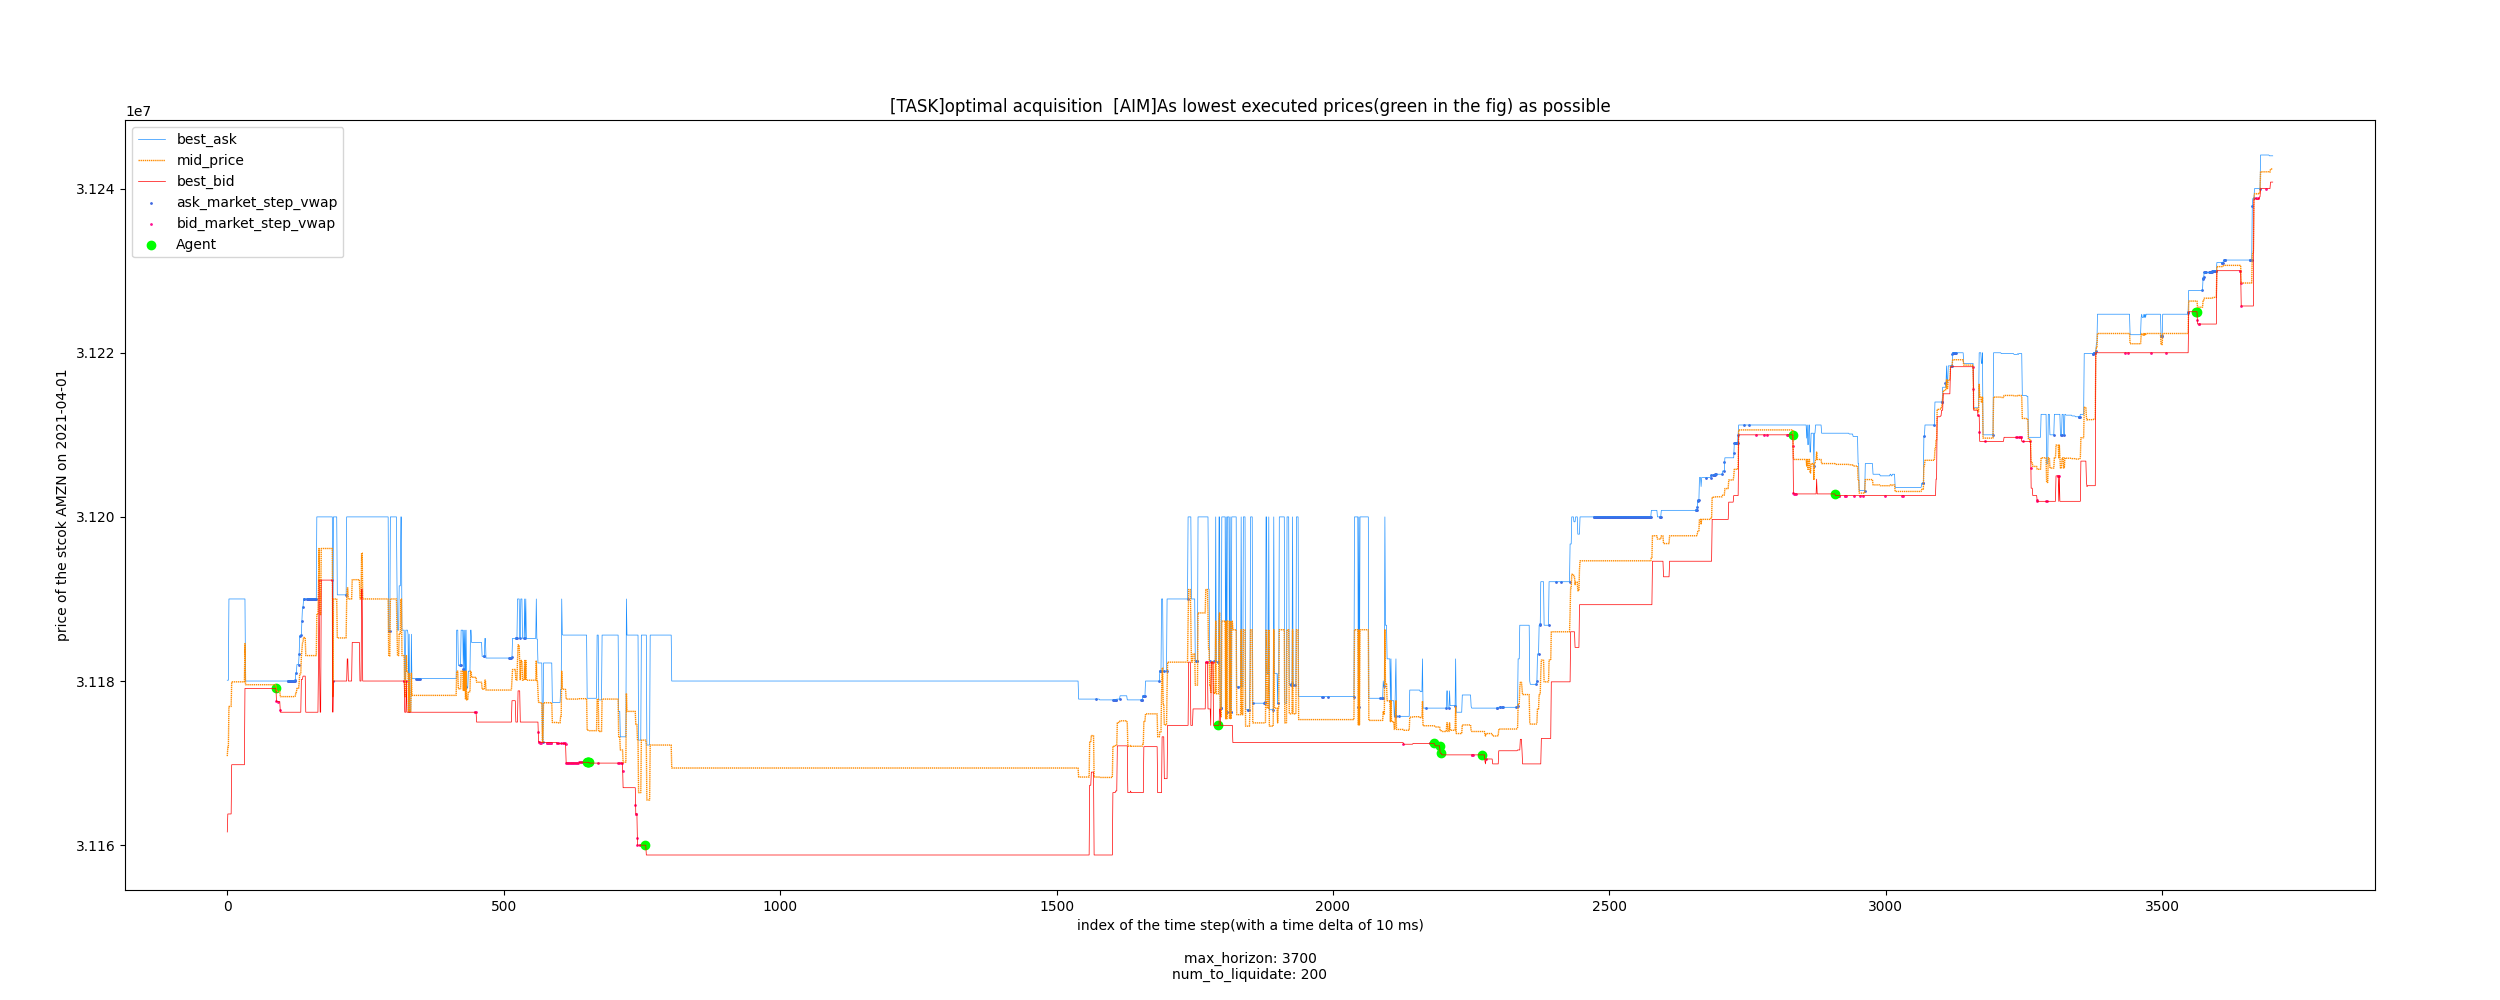 [TASK]optimal acquisition  [AIM]As lowest executed prices(green in the fig) as possible
1e7
best_ask
mid_price
best_bid
ask_market_step_vwap
bid_market_step_vwap
Agent
3.124
3.122
3.120
3.118
3.116
price of the stcok AMZN on 2021-04-01
0 500 1000 1500 2000 2500 3000 3500
index of the time step(with a time delta of 10 ms)
max_horizon: 3700
num_to_liquidate: 200